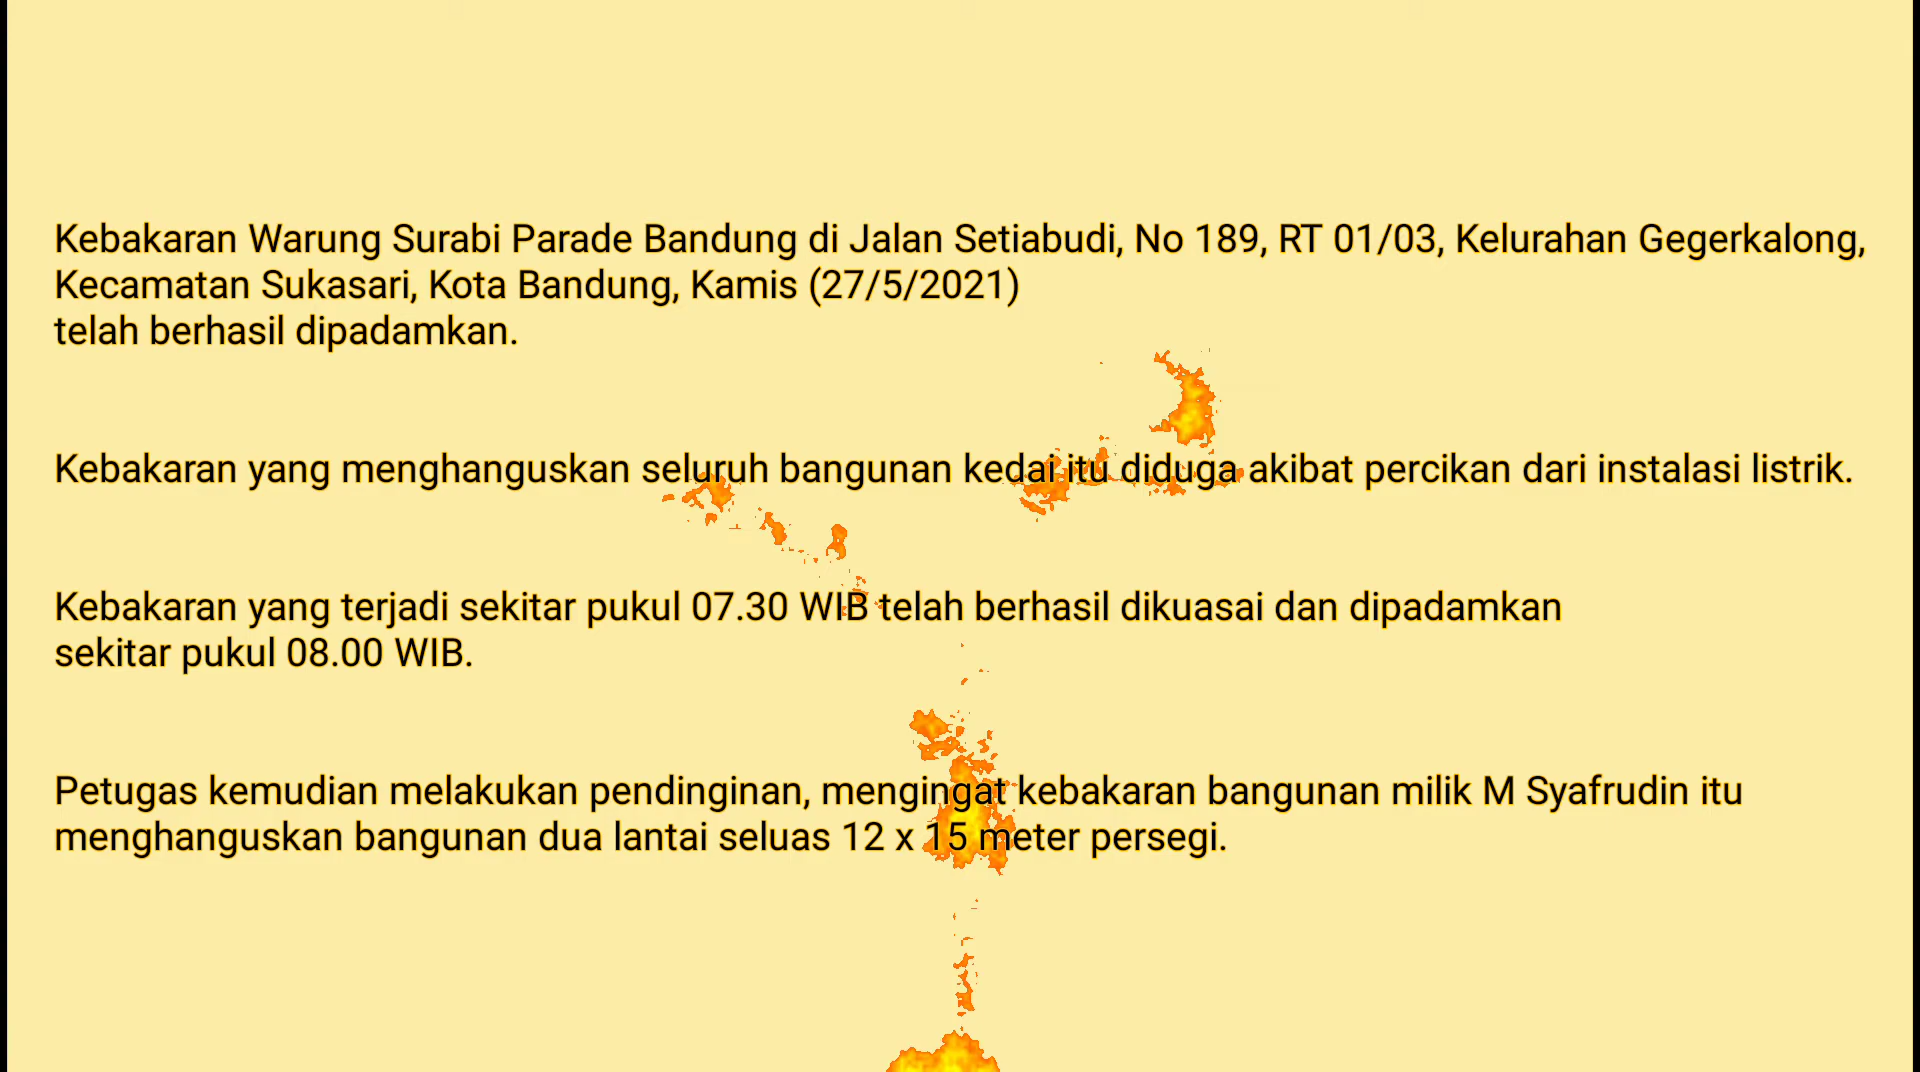 Kebakaran Warung Surabi Parade Bandung di Jalan Setiabudi, No 189, RT 01/03, Kelurahan Gegerkalong,
Kecamatan Sukasari, Kota Bandung, Kamis (27/5/2021)
telah berhasil dipadamkan.
Kebakaran yang menghanguskan seluruh bangunan kedai itu diduga akibat percikan dari instalasi listrik.
Kebakaran yang terjadi sekitar pukul 07.30 WIB telah berhasil dikuasai dan dipadamkan
sekitar pukul 08.00 WIB.
Petugas kemudian melakukan pendinginan, mengingat kebakaran bangunan milik M Syafrudin itu
menghanguskan bangunan dua lantai seluas 12 x 15 meter persegi.